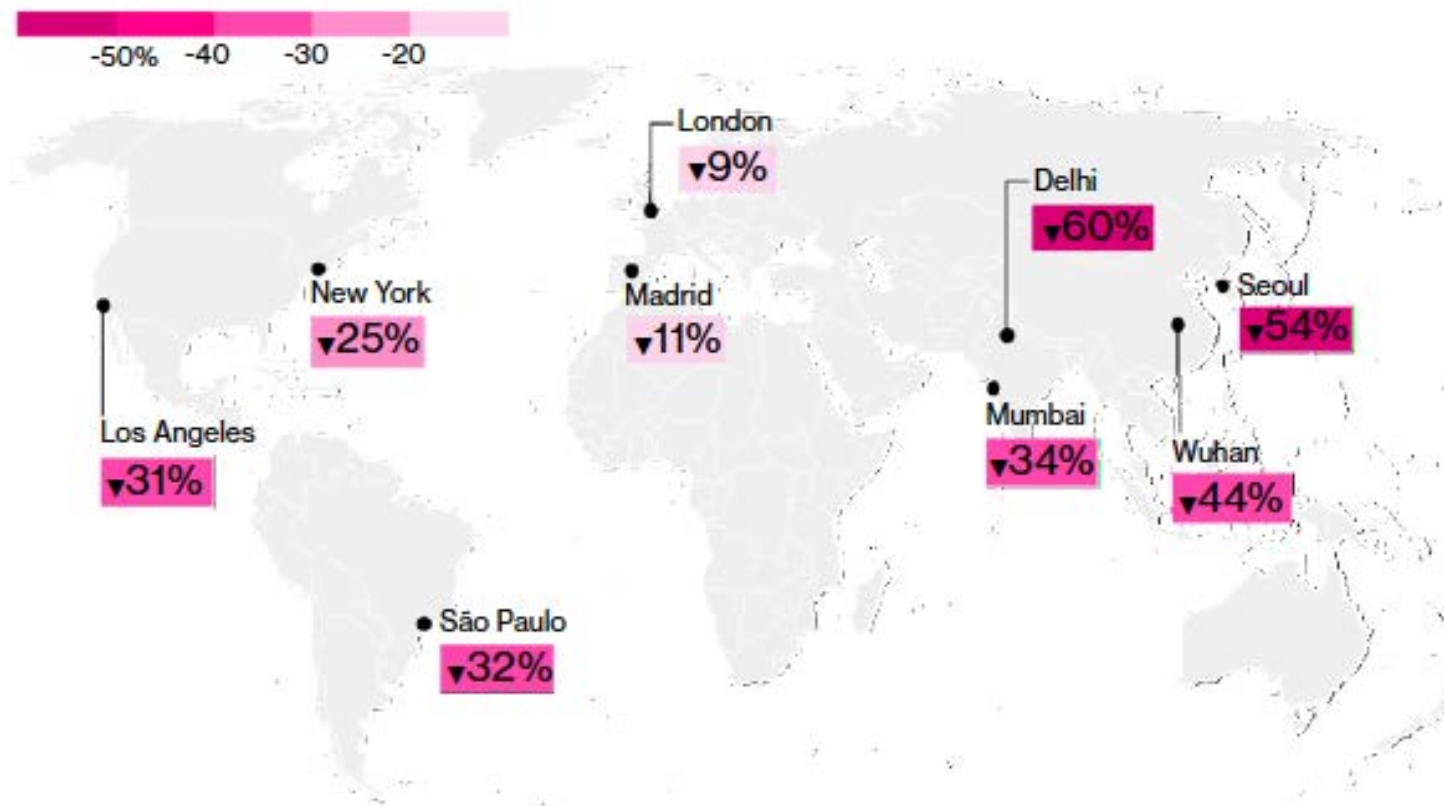 -50% -40 -30 -20
London
▼9%
Delhi
▼60%
New York
▼25%
Madrid
▼11%
Seoul
▼54%
Los Angeles
▼31%
Mumbai
▼34%
Wuhan
▼44%
São Paulo
▼32%